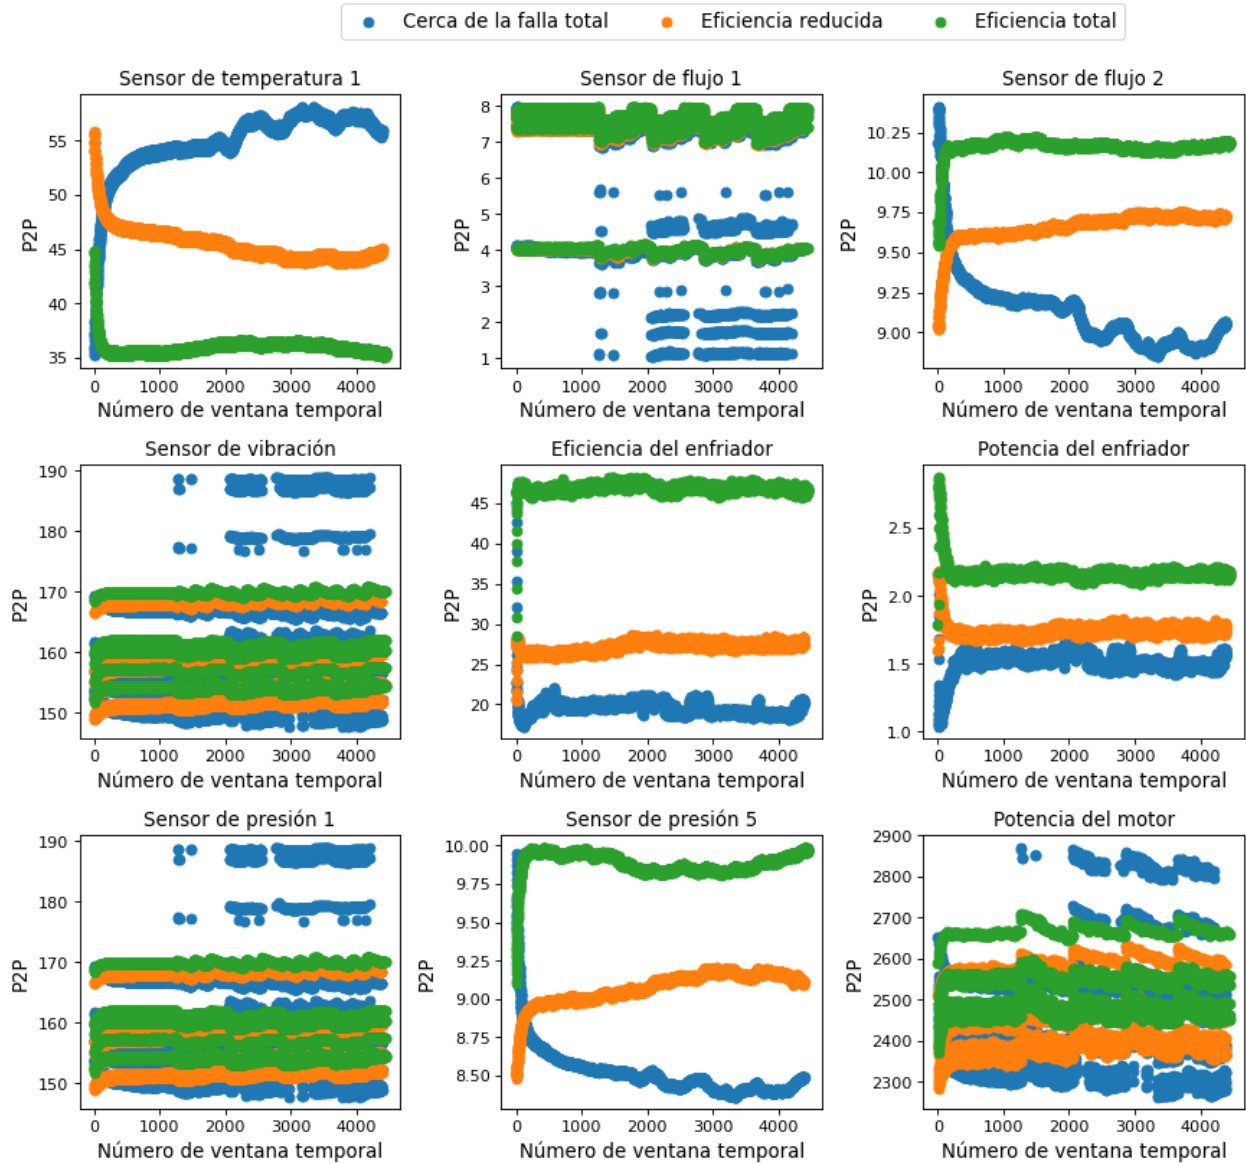 Cerca de la falla total Eficiencia reducida Eficiencia total
Sensor de temperatura 1
P2P
55
50
45
40
35
0 1000 2000 3000 4000
Número de ventana temporal
Sensor de flujo 1
P2P
8
7
6
5
4
3
2
1
0 1000 2000 3000 4000
Número de ventana temporal
Sensor de flujo 2
P2P
10.25
10.00
9.75
9.50
9.25
9.00
0 1000 2000 3000 4000
Número de ventana temporal
Sensor de vibración
P2P
190
180
170
160
150
0 1000 2000 3000 4000
Número de ventana temporal
Eficiencia del enfriador
P2P
45
40
35
30
25
20
0 1000 2000 3000 4000
Número de ventana temporal
Potencia del enfriador
P2P
2.5
2.0
1.5
1.0
0 1000 2000 3000 4000
Número de ventana temporal
Sensor de presión 1
P2P
190
180
170
160
150
0 1000 2000 3000 4000
Número de ventana temporal
Sensor de presión 5
P2P
10.00
9.75
9.50
9.25
9.00
8.75
8.50
0 1000 2000 3000 4000
Número de ventana temporal
Potencia del motor
P2P
2900
2800
2700
2600
2500
2400
2300
0 1000 2000 3000 4000
Número de ventana temporal